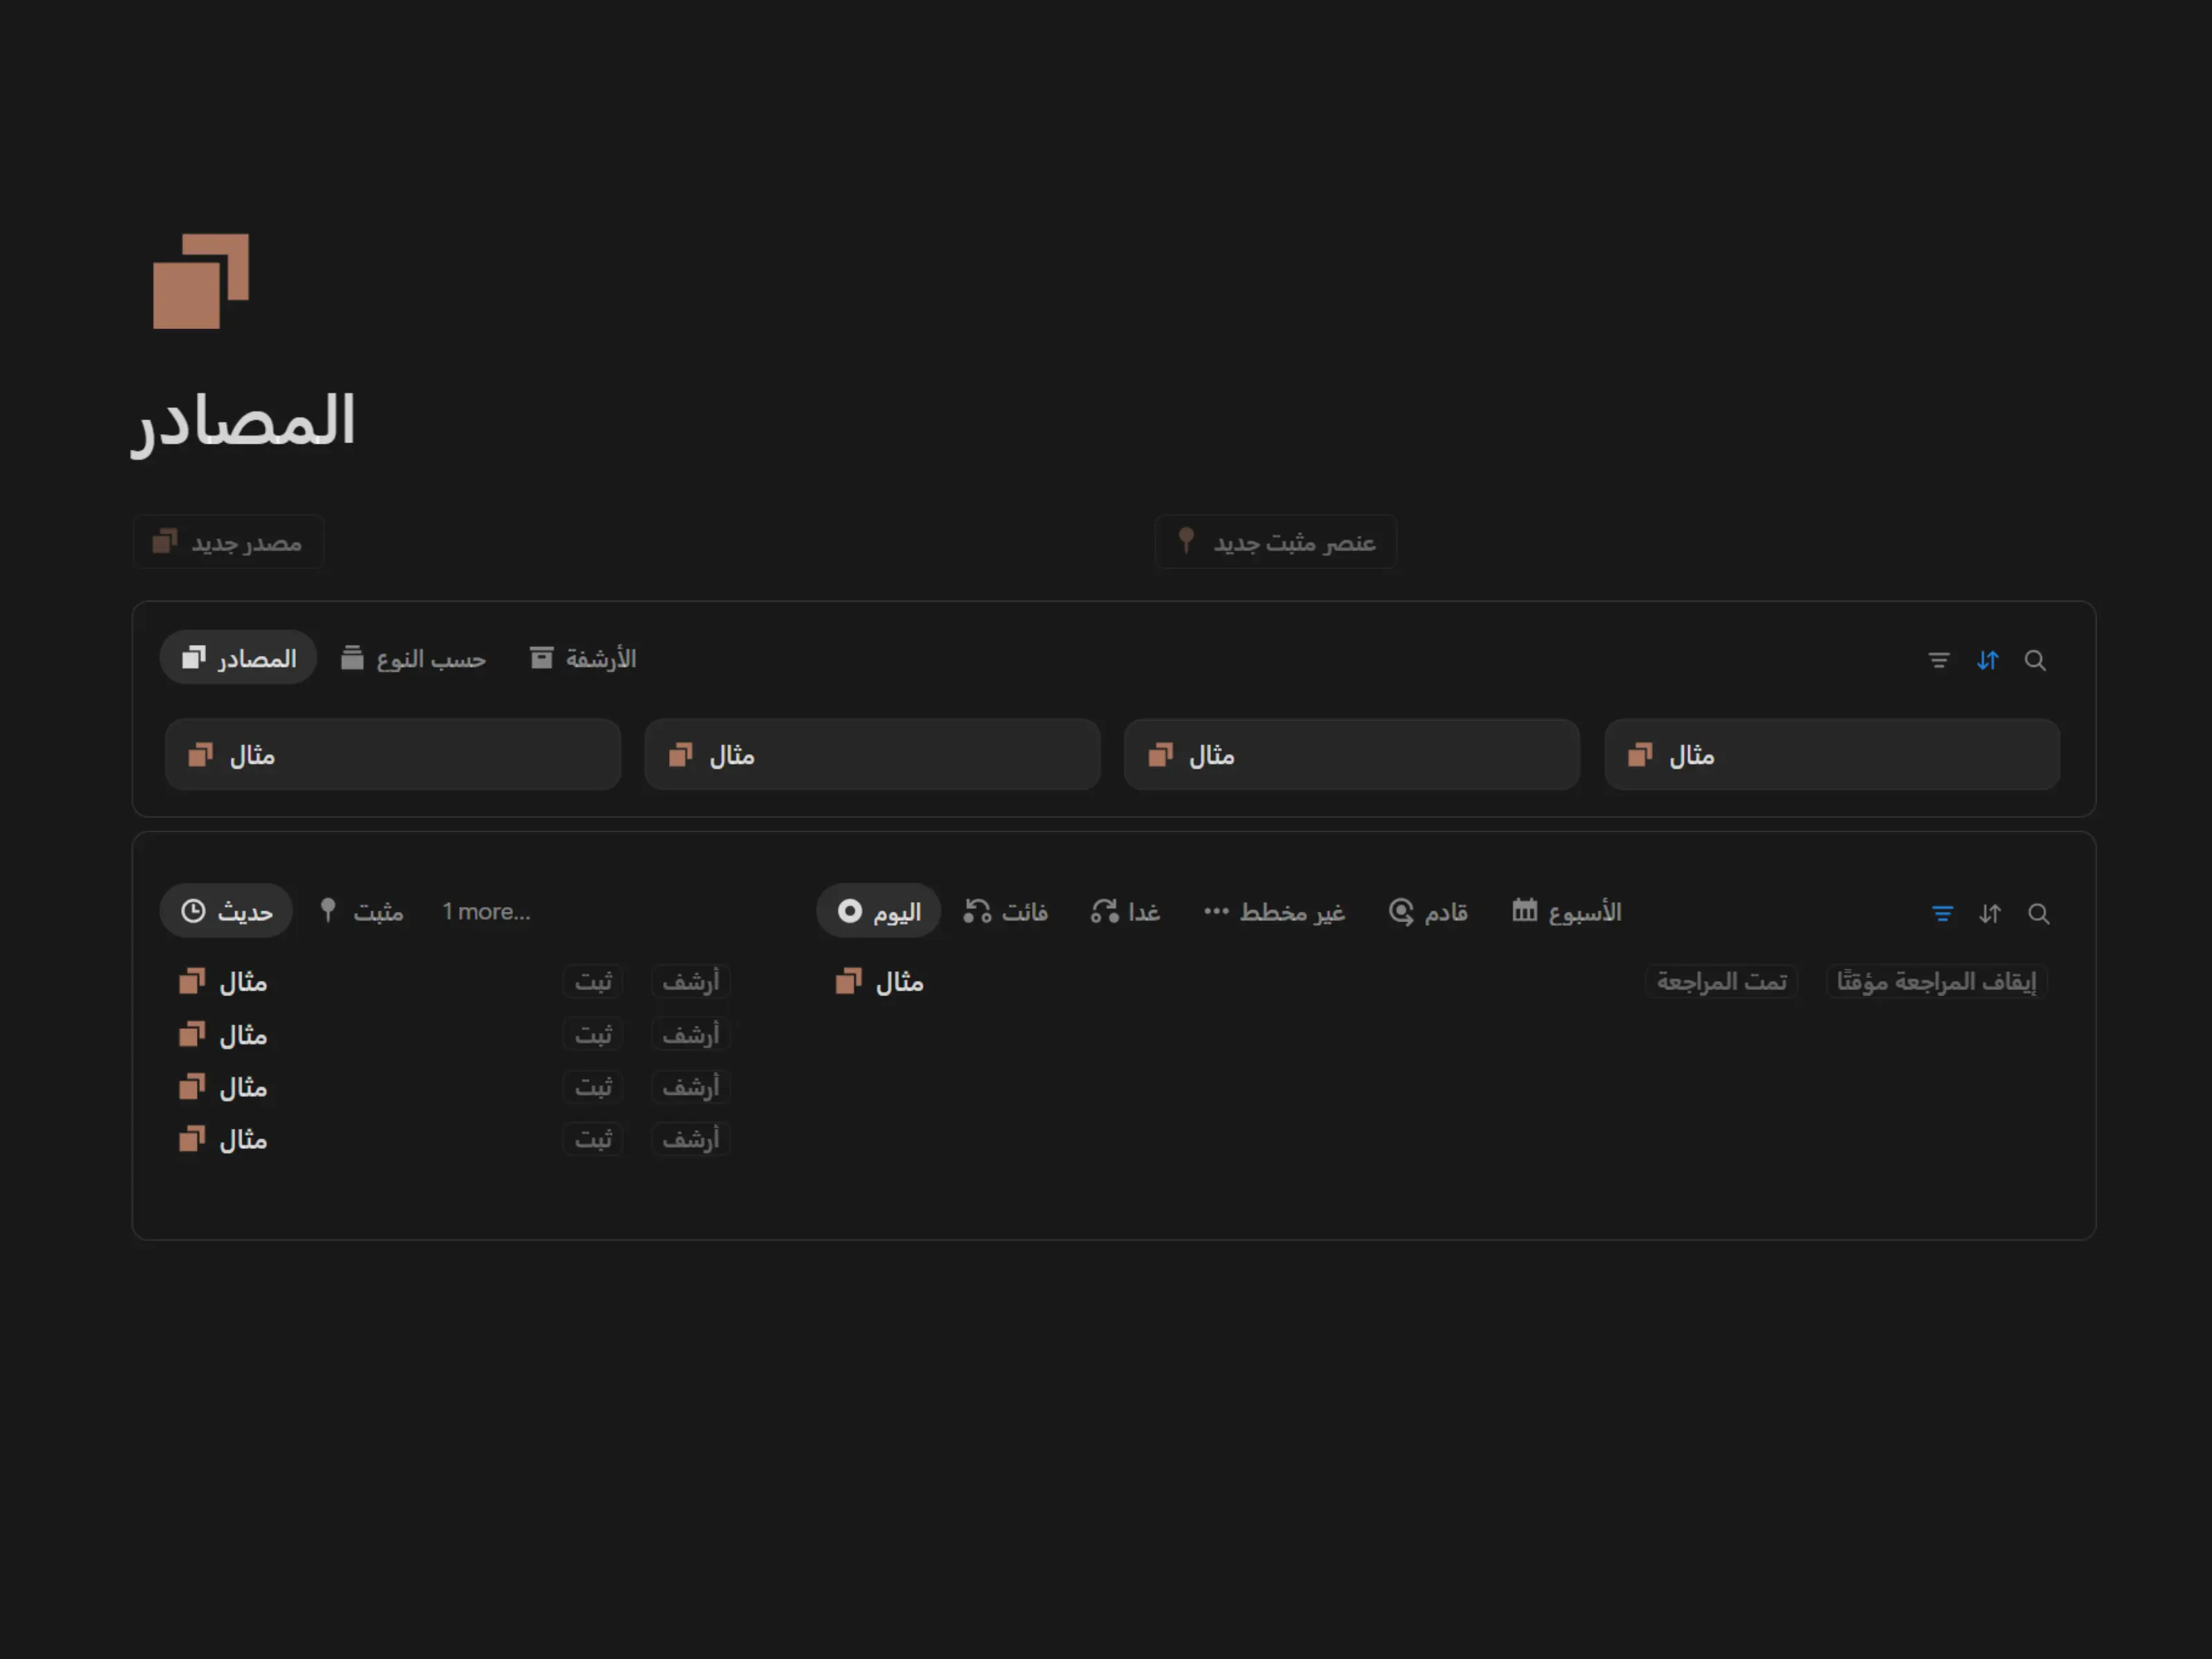 المصادر
مصدر جديد
عنصر مثبت جديد
المصادر حسب النوع الأرشفة
مثال مثال مثال مثال
حديث مثبت 1 more...
اليوم فائت غدا غير مخطط قادم الأسبوع
مثال ثبت أرشف
مثال تمت المراجعة إيقاف المراجعة مؤقتًا
مثال ثبت أرشف
مثال ثبت أرشف
مثال ثبت أرشف